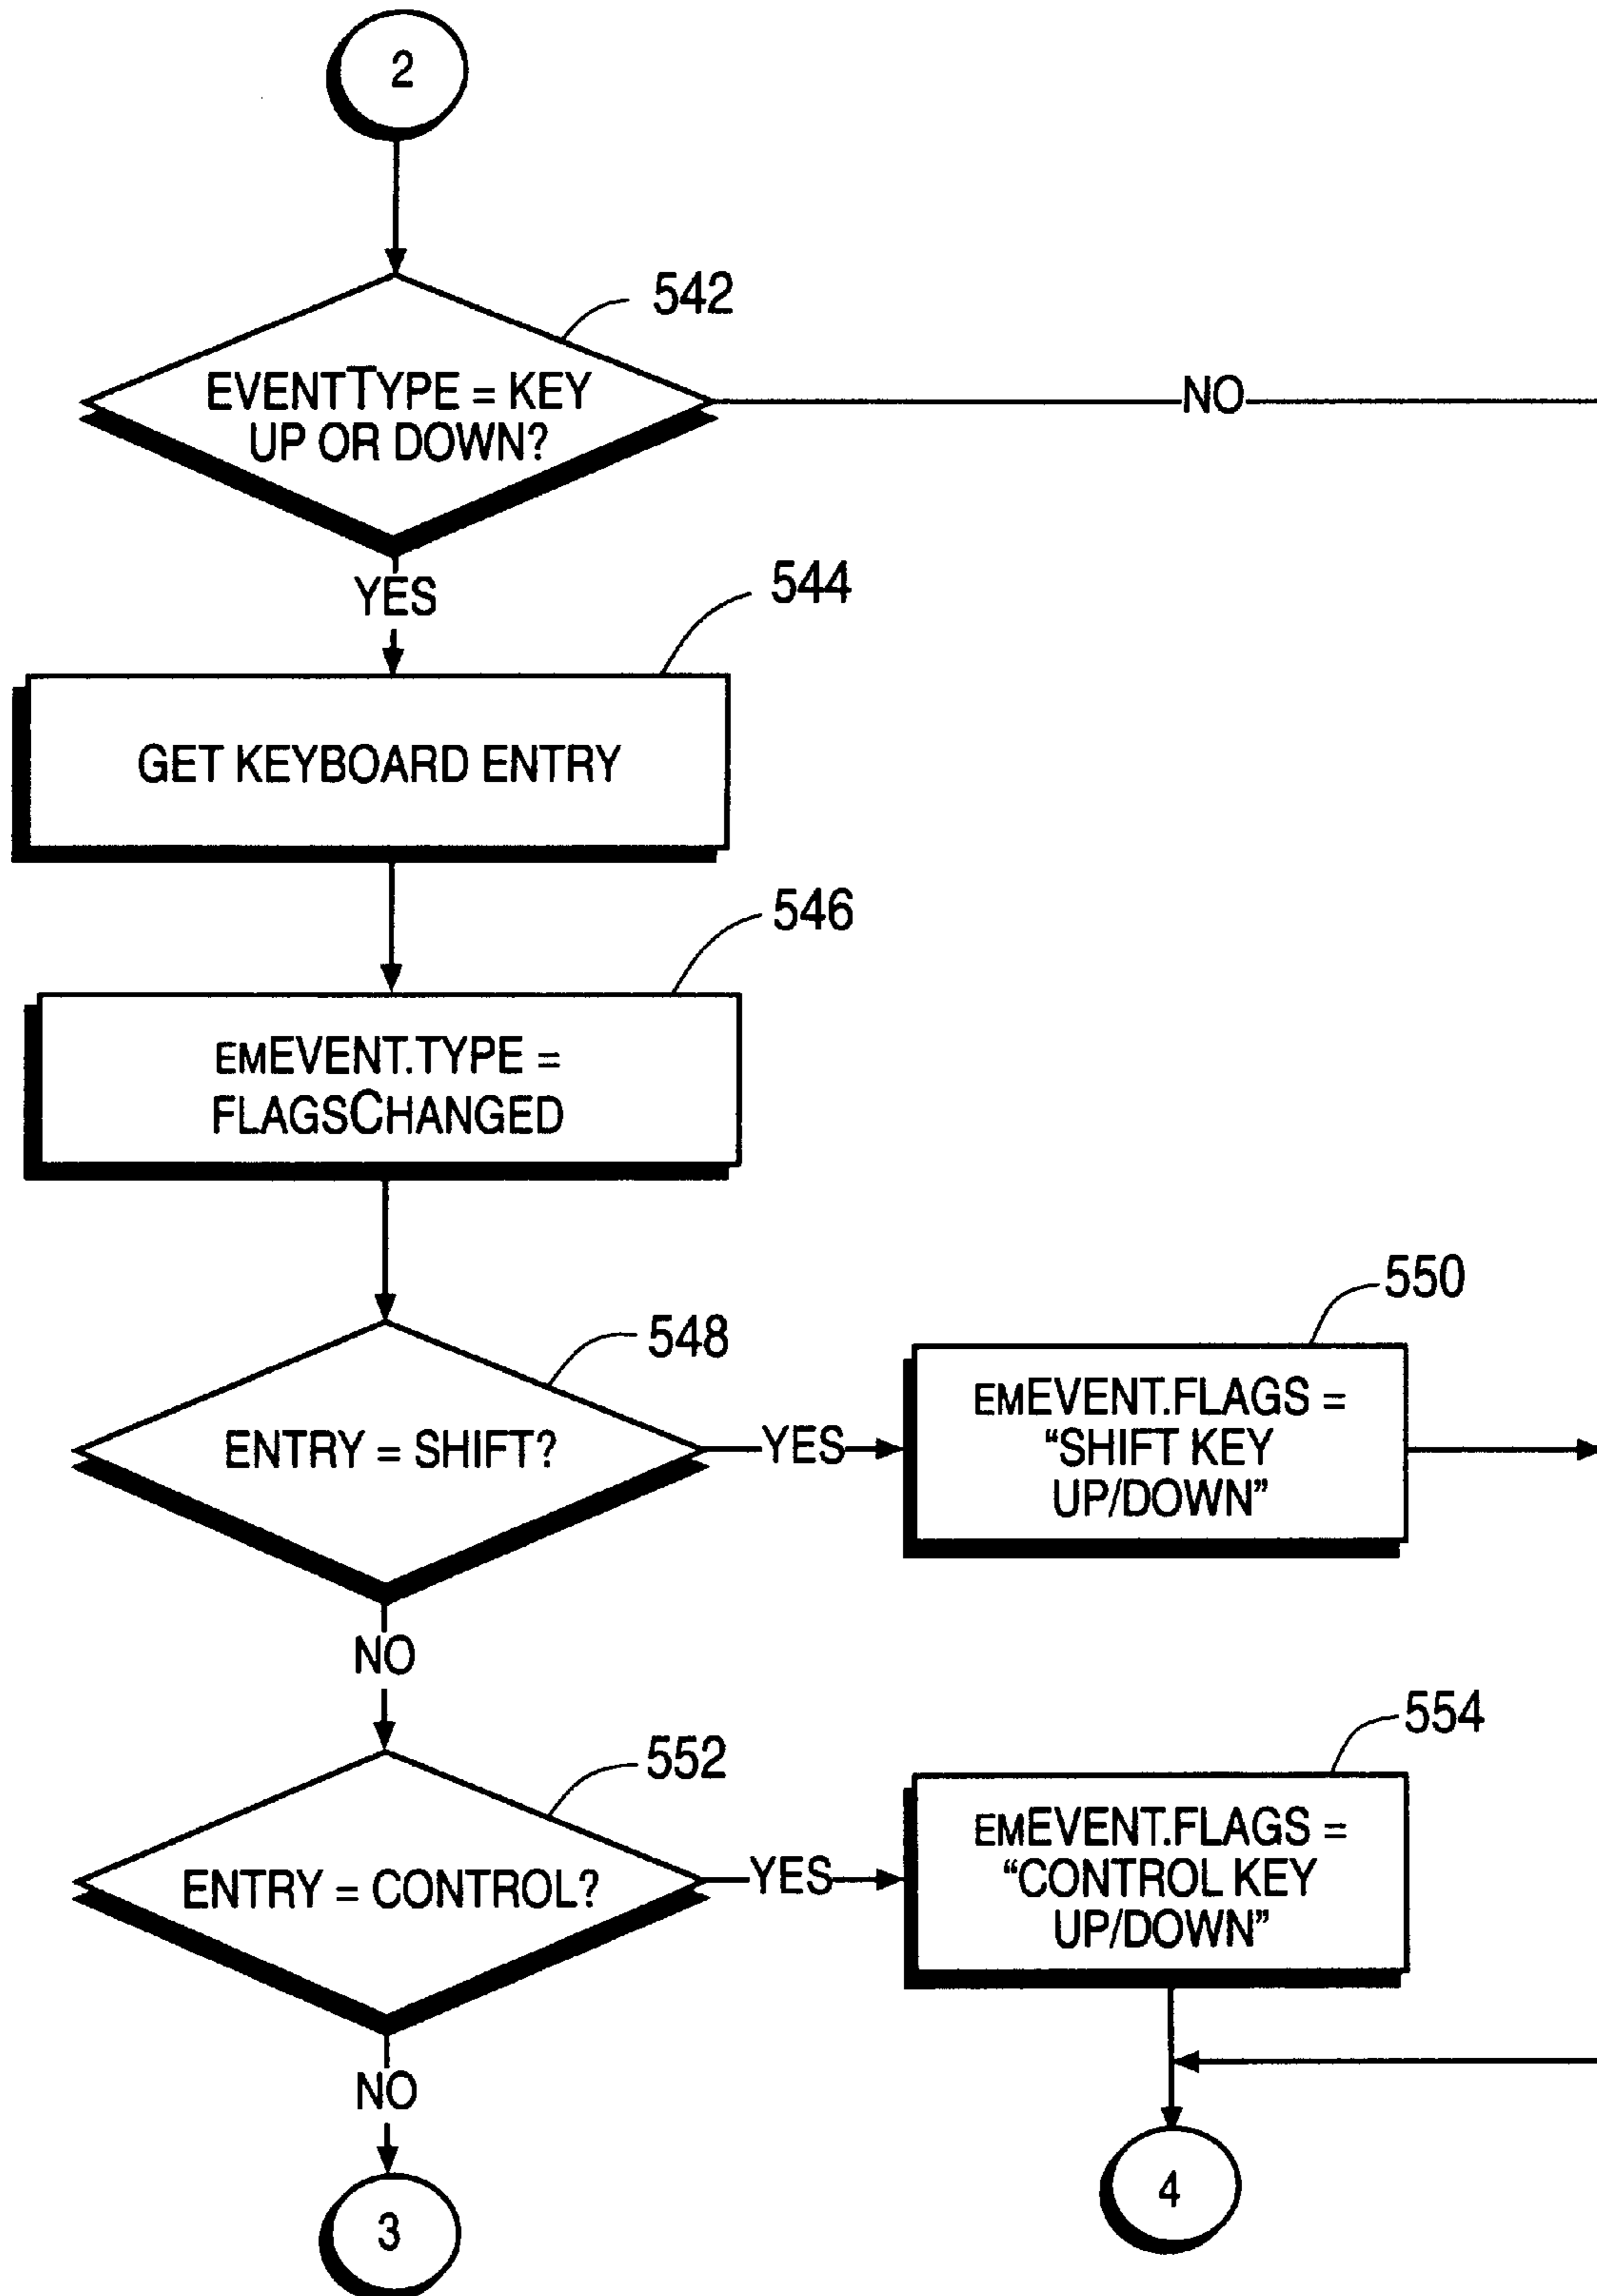 2
542
EVENTTYPE = KEY
UP OR DOWN?
NO
YES
544
GET KEYBOARD ENTRY
546
EMEVENT.TYPE =
FLAGSCHANGED
548
ENTRY = SHIFT?
YES
550
EMEVENT.FLAGS =
“SHIFT KEY
UP/DOWN”
NO
552
ENTRY = CONTROL?
YES
554
EMEVENT.FLAGS =
“CONTROL KEY
UP/DOWN”
NO
3
4